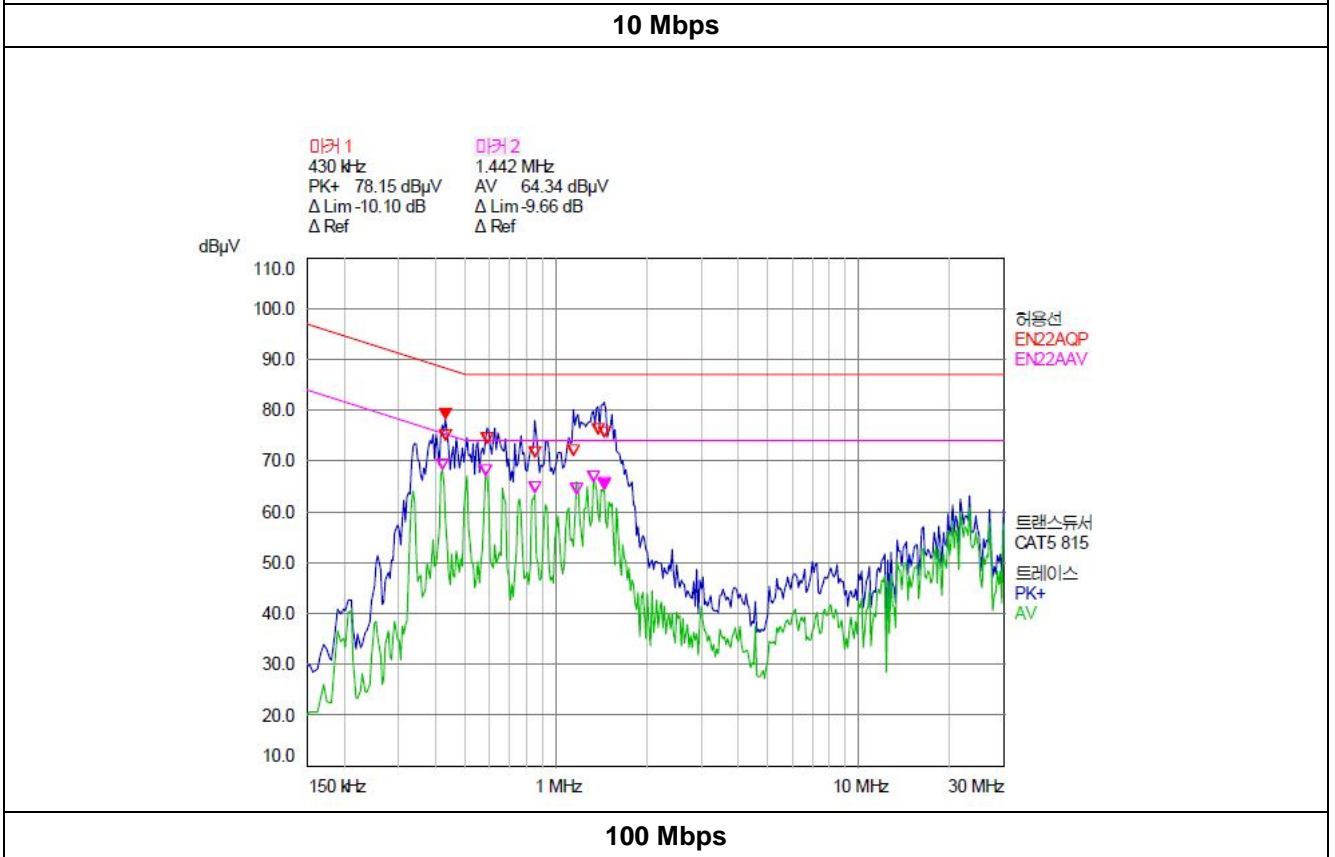 10 Mbps
마커 1
430 kHz
PK+ 78.15 dBµV
Δ Lim -10.10 dB
Δ Ref
마커 2
1.442 MHz
AV 64.34 dBµV
Δ Lim -9.66 dB
Δ Ref
dBµV
110.0
100.0
90.0
80.0
70.0
60.0
50.0
40.0
30.0
20.0
10.0
허용선
EN22AQP
EN22AAV
트랜스듀서
CAT5 815
트레이스
PK+
AV
150 kHz
1 MHz
10 MHz
30 MHz
100 Mbps